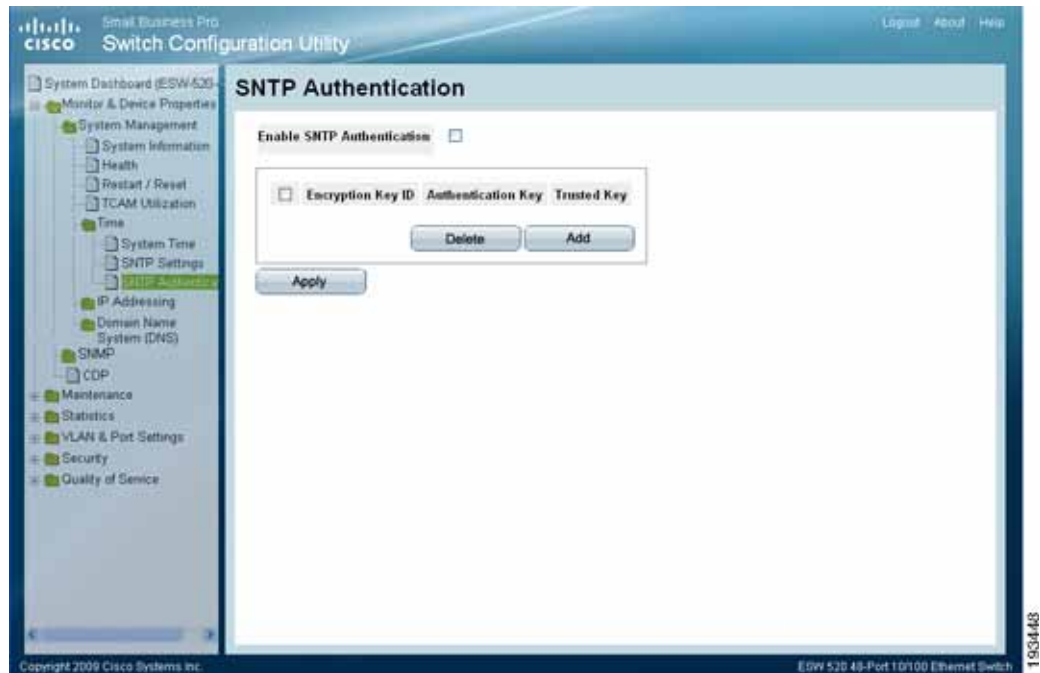 Small Business Pro
CISCO Switch Configuration Utility
Logout About Help
System Dashboard (ESW-520-
Monitor & Device Properties
System Management
System Information
Health
Restart / Reset
TCAM Utilization
Time
System Time
SNTP Settings
SNTP Authentica
IP Addressing
Domain Name
System (DNS)
SNMP
CDP
Maintenance
Statistics
VLAN & Port Settings
Security
Quality of Service
SNTP Authentication
Enable SNTP Authentication
Encryption Key ID Authentication Key Trusted Key
Delete Add
Apply
Copyright 2009 Cisco Systems Inc.
ESW 520 48-Port 10/100 Ethernet Switch
193448